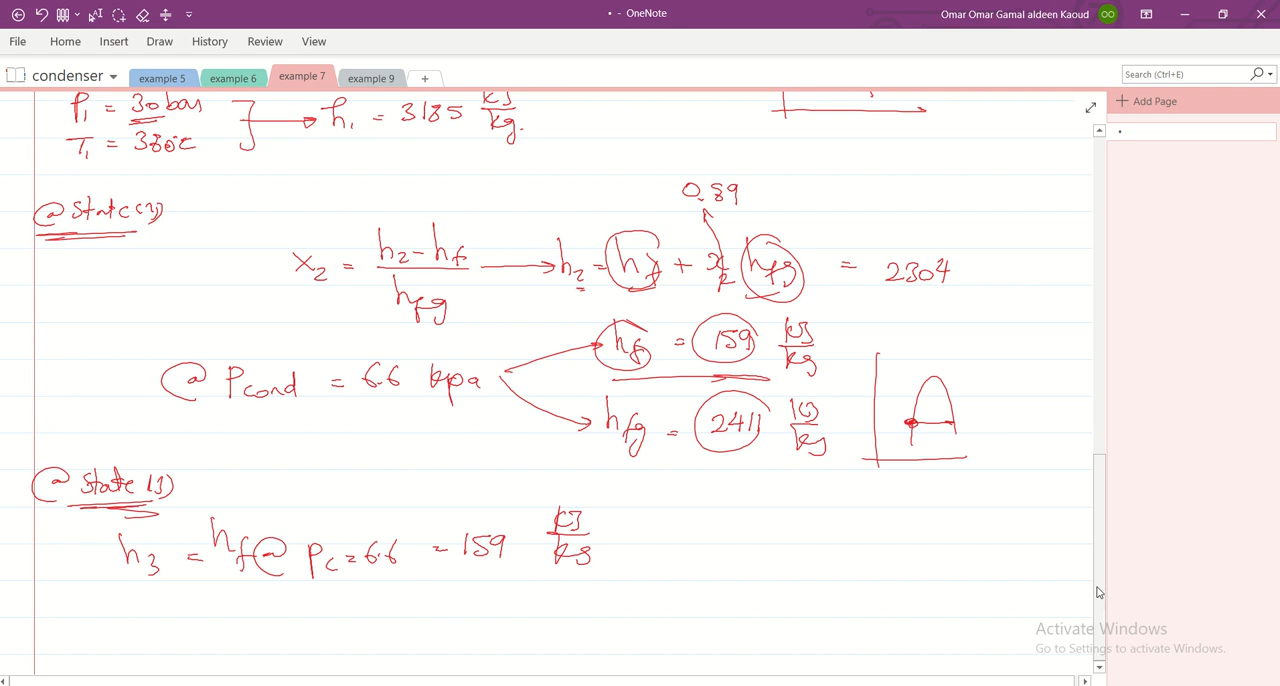 • - OneNote
Omar Omar Gamal aldeen Kaoud
OO
File Home Insert Draw History Review View
condenser example 5 example 6 example 7 example 9 +
Search (Ctrl+E)
+ Add Page
P₁ = 30 bar
T₁ = 380°c
h₁ = 3185 kJ/kg.
@ State (2)
0.89
x₂ = (h₂ - hf)/hfg → h₂ = hf + x₂ hfg = 2304
hf = 159 kJ/kg
@ Pcond = 6.6 kpa
hfg = 2411 kJ/kg
@ State (3)
h₃ = hf @ Pc = 6.6 = 159 kJ/kg
Activate Windows
Go to Settings to activate Windows.